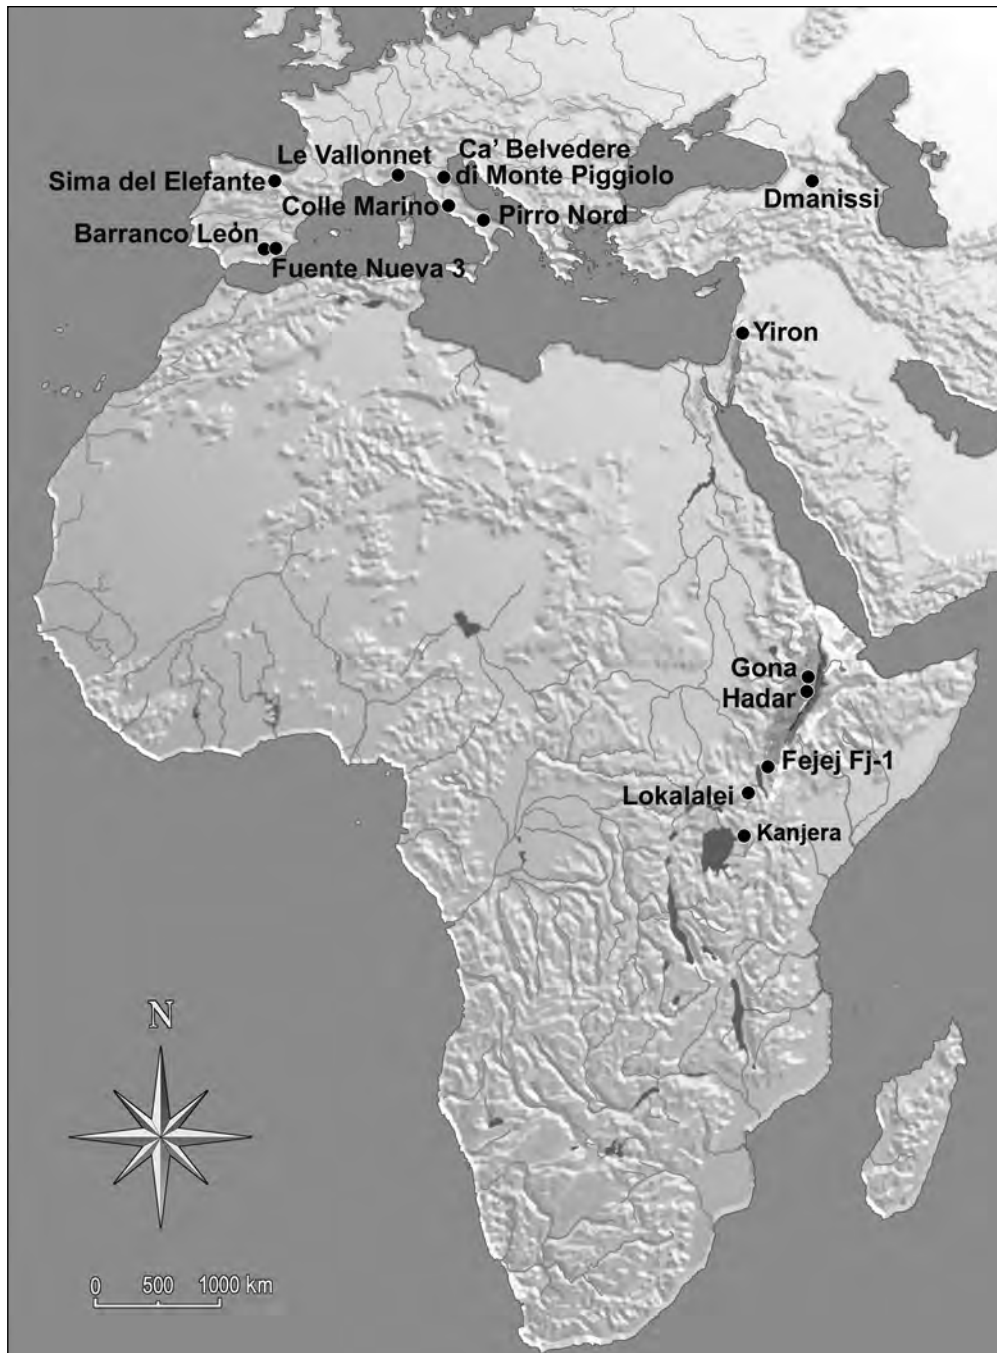 Le Vallonnet
Ca' Belvedere
di Monte Piggiolo
Sima del Elefante
Colle Marino
Pirro Nord
Dmanissi
Barranco León
Fuente Nueva 3
Yiron
Gona
Hadar
Fejej Fj-1
Lokalalei
Kanjera
N
0 500 1000 km